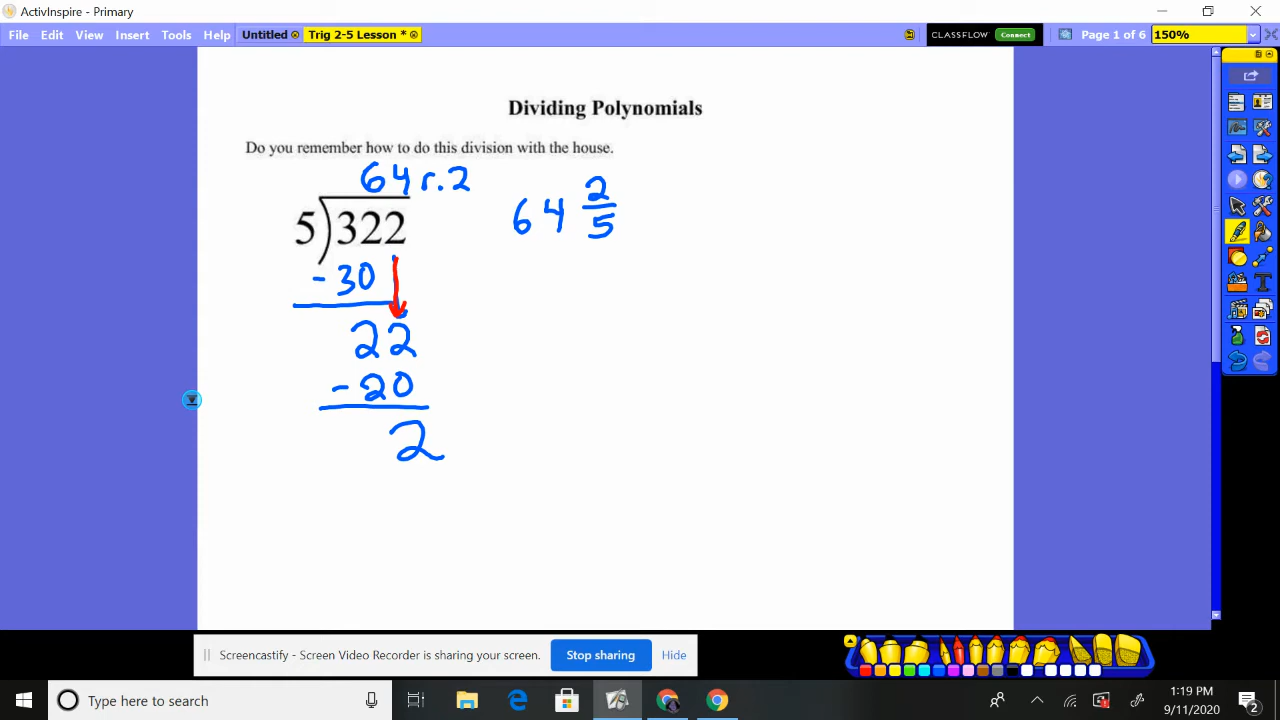 ActivInspire - Primary
File Edit View Insert Tools Help Untitled Trig 2-5 Lesson * CLASSFLOW Connect Page 1 of 6 150%
Dividing Polynomials
Do you remember how to do this division with the house.
64 r. 2
5)322
64 2/5
- 30
22
- 20
2
Screencastify - Screen Video Recorder is sharing your screen. Stop sharing Hide
Type here to search
1:19 PM
9/11/2020
2